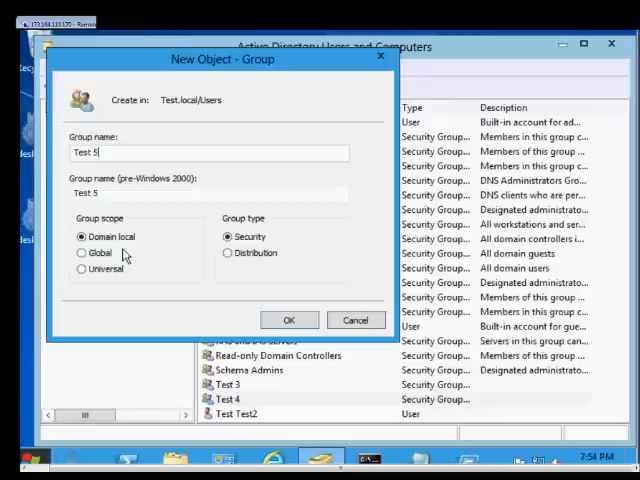 173.164.119.170 - Remote
Active Directory Users and Computers
New Object - Group
Create in: Test.local/Users
Group name:
Test 5
Group name (pre-Windows 2000):
Test 5
Group scope
Domain local
Global
Universal
Group type
Security
Distribution
OK
Cancel
Type Description
User Built-in account for ad...
Security Group... Members in this group c...
Security Group... Members of this group ...
Security Group... DNS Administrators Gro...
Security Group... DNS clients who are per...
Security Group... Designated administrato...
Security Group... All workstations and ser...
Security Group... All domain controllers i...
Security Group... All domain guests
Security Group... All domain users
Security Group... Designated administrato...
Security Group... Members of this group c...
Security Group... Members in this group c...
User Built-in account for gue...
Security Group... Servers in this group can...
Read-only Domain Controllers Security Group... Members of this group ...
Schema Admins Security Group... Designated administrato...
Test 3 Security Group...
Test 4 Security Group...
Test Test2 User
7:54 PM